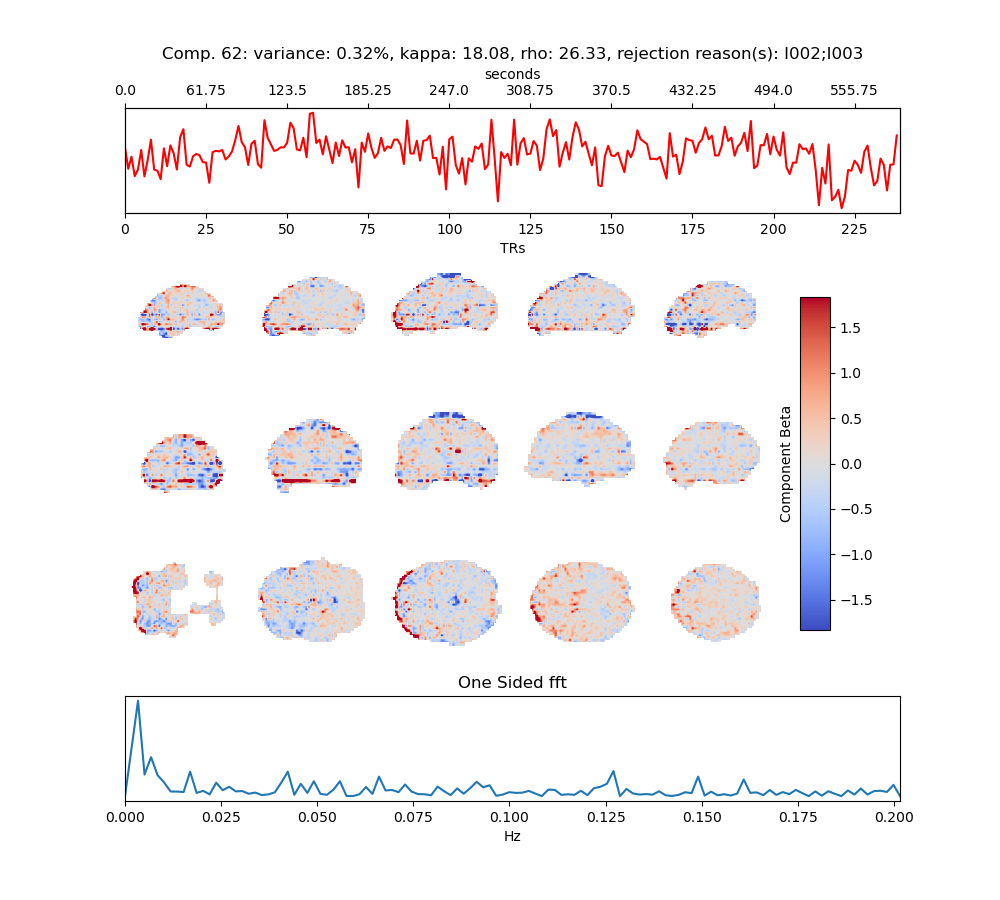 Comp. 62: variance: 0.32%, kappa: 18.08, rho: 26.33, rejection reason(s): I002;I003
seconds
0.0 61.75 123.5 185.25 247.0 308.75 370.5 432.25 494.0 555.75
0 25 50 75 100 125 150 175 200 225
TRs
1.5
1.0
0.5
0.0
−0.5
−1.0
−1.5
Component Beta
One Sided fft
0.000 0.025 0.050 0.075 0.100 0.125 0.150 0.175 0.200
Hz